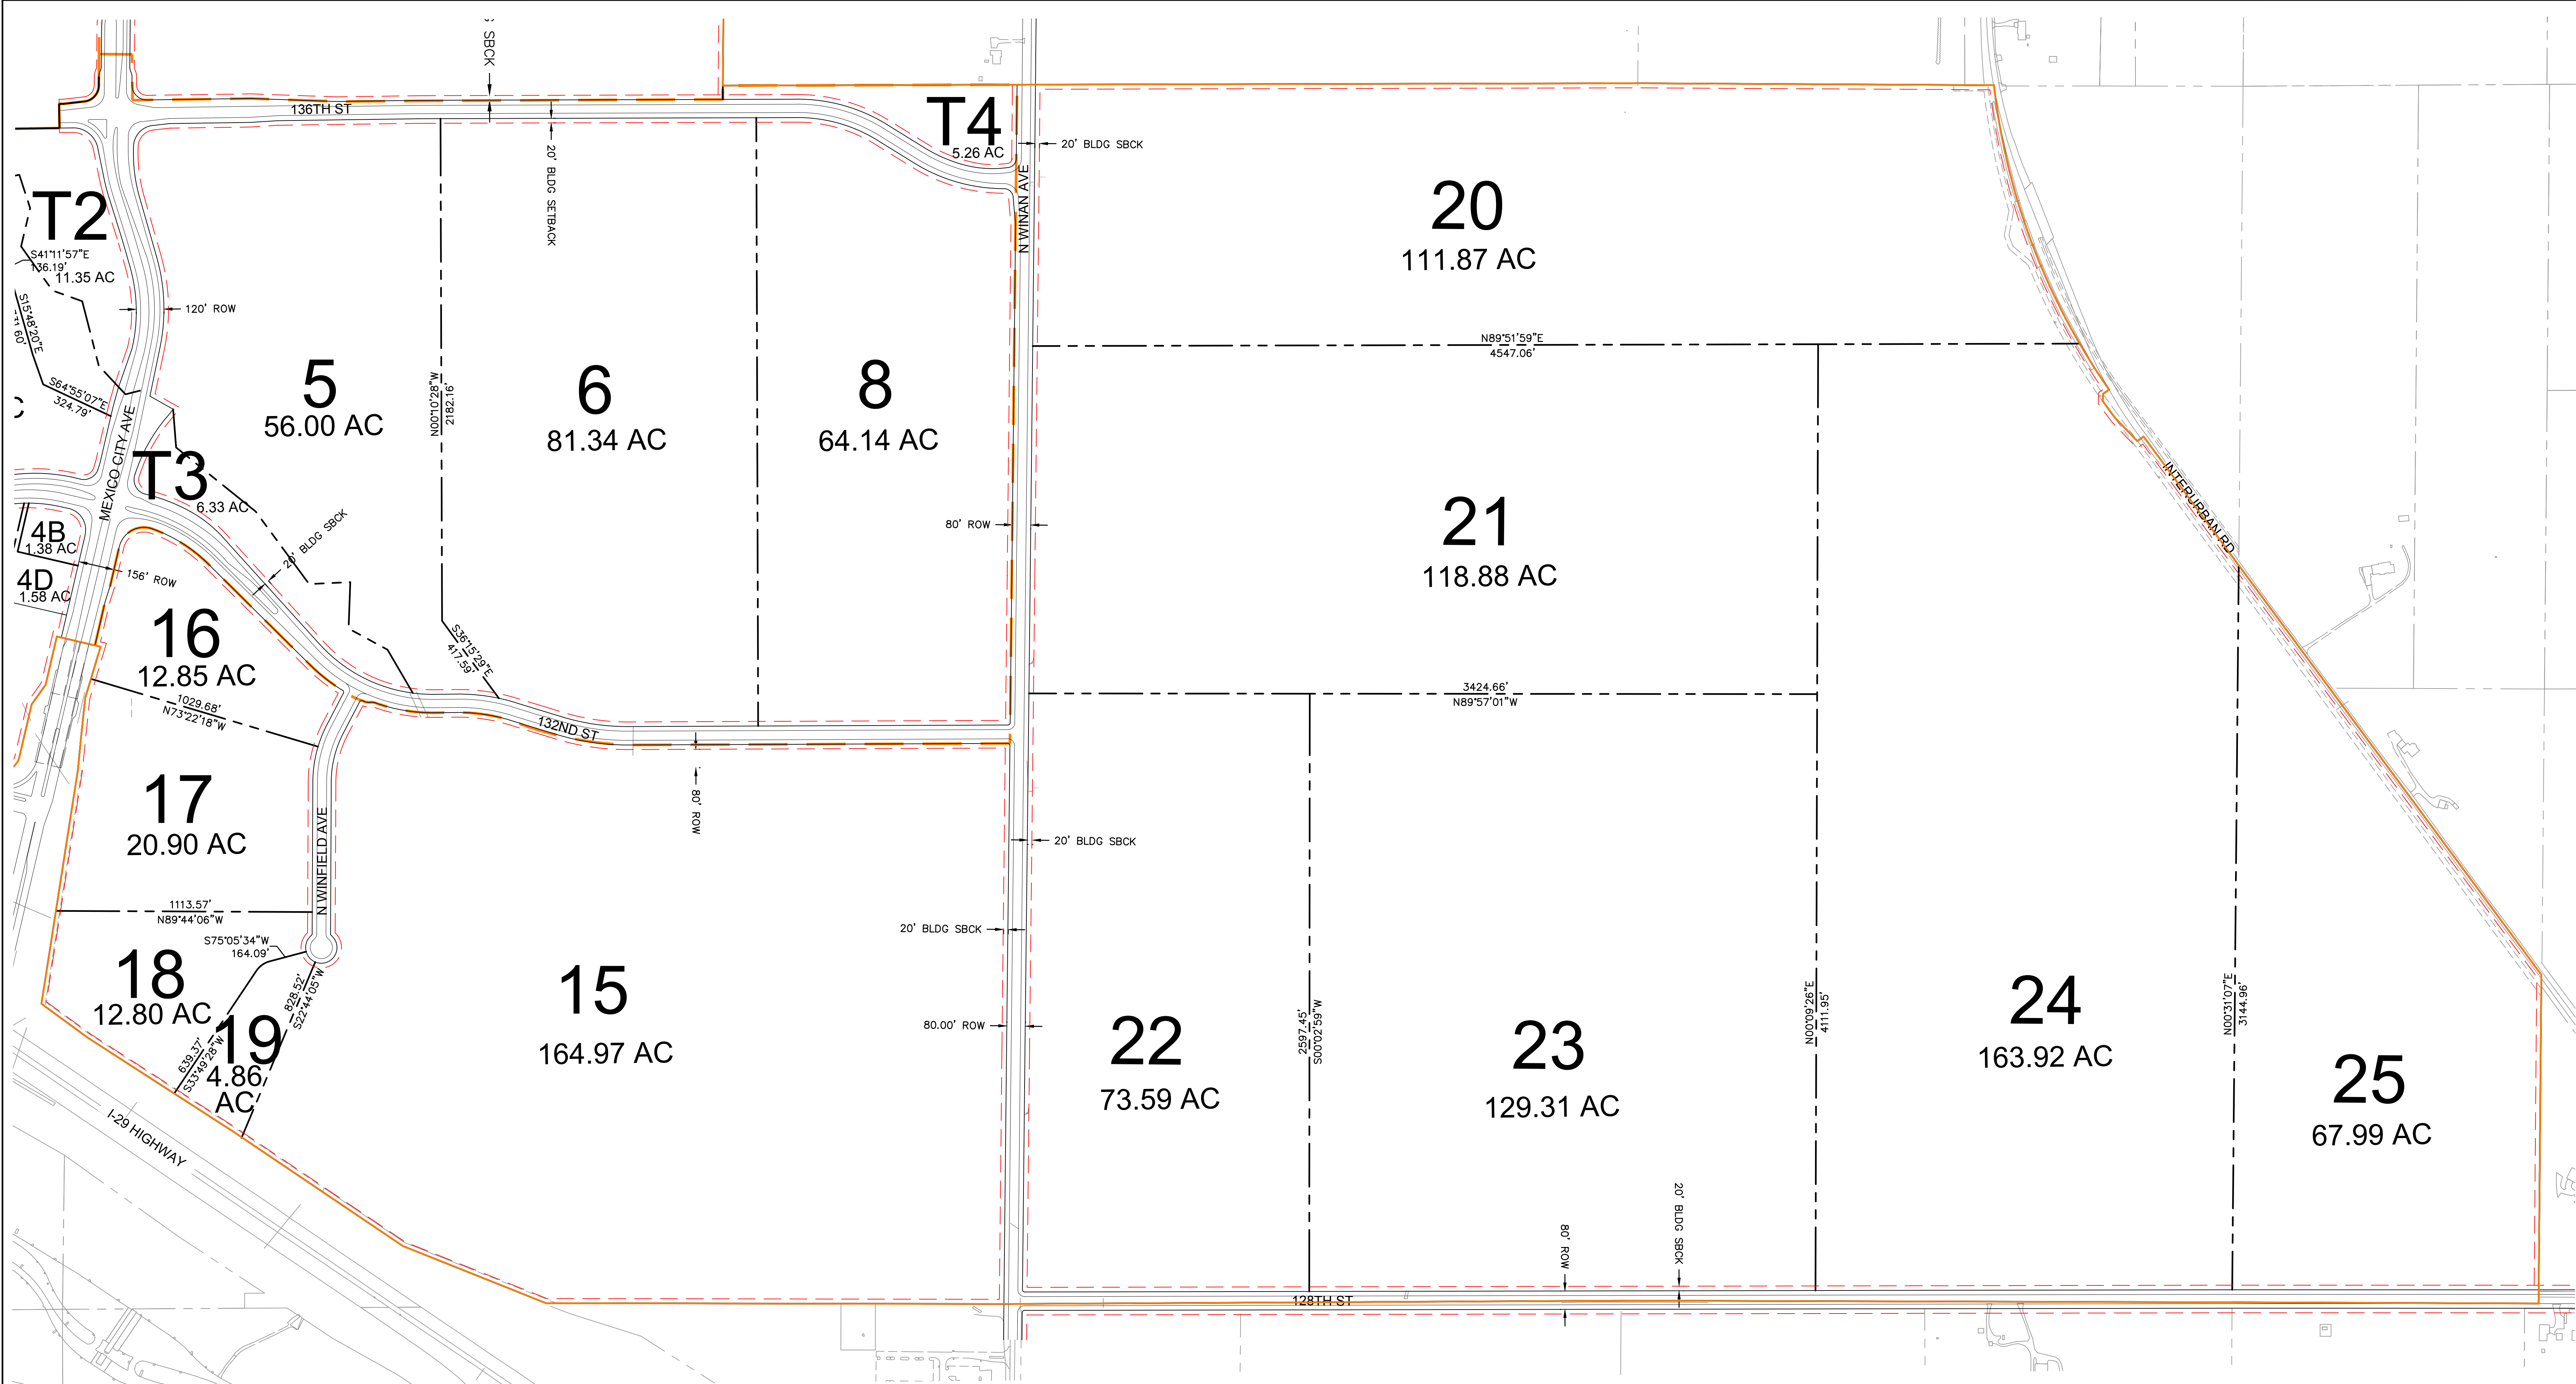 SBCK
136TH ST
20' BLDG SETBACK
T4
5.26 AC
N WINAN AVE
20' BLDG SBCK
20
111.87 AC
T2
S41°11'57"E
136.19'
11.35 AC
S15°48'20"E
S64°55'07"E
324.79'
120' ROW
MEXICO CITY AVE
5
56.00 AC
N00°10'28"W
2182.16'
6
81.34 AC
8
64.14 AC
N89°51'59"E
4547.06'
T3
6.33 AC
20' BLDG SBCK
4B
1.38 AC
4D
1.58 AC
156' ROW
80' ROW
21
118.88 AC
INTERURBAN RD
16
12.85 AC
S36°15'29"E
417.59'
1029.68'
N73°22'18"W
132ND ST
80' ROW
3424.66'
N89°57'01"W
17
20.90 AC
N WINFIELD AVE
20' BLDG SBCK
1113.57'
N89°44'06"W
S75°05'34"W
164.09'
18
12.80 AC
19
4.86
AC
639.37'
S33°49'28"W
828.52'
S22°44'05"W
15
164.97 AC
20' BLDG SBCK
80.00' ROW
22
73.59 AC
2597.45'
S00°02'59"W
23
129.31 AC
N00°09'26"E
4111.95'
24
163.92 AC
N00°31'07"E
3144.96'
25
67.99 AC
I-29 HIGHWAY
80' ROW
20' BLDG SBCK
128TH ST